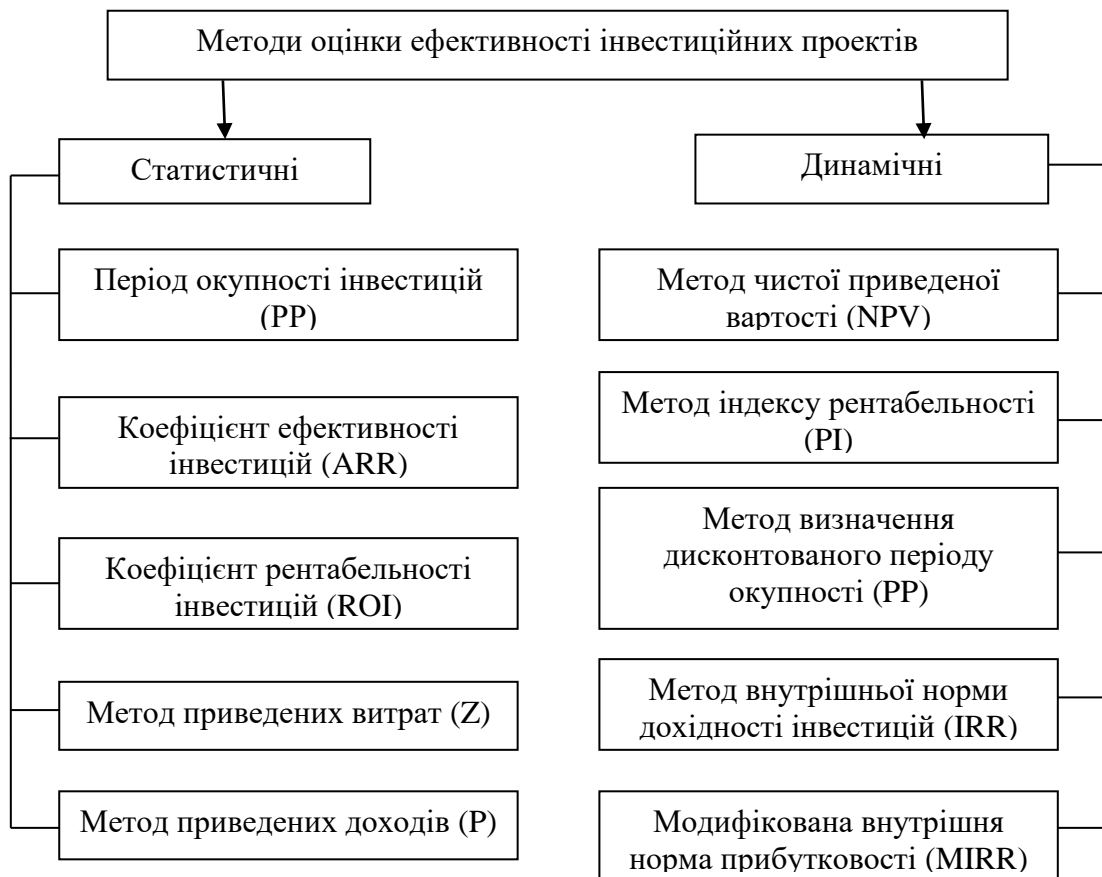 Методи оцінки ефективності інвестиційних проектів
Статистичні
Динамічні
Період окупності інвестицій
(PP)
Метод чистої приведеної
вартості (NPV)
Коефіцієнт ефективності
інвестицій (ARR)
Метод індексу рентабельності
(PI)
Коефіцієнт рентабельності
інвестицій (ROI)
Метод визначення
дисконтованого періоду
окупності (PP)
Метод приведених витрат (Z)
Метод внутрішньої норми
дохідності інвестицій (IRR)
Метод приведених доходів (P)
Модифікована внутрішня
норма прибутковості (MIRR)